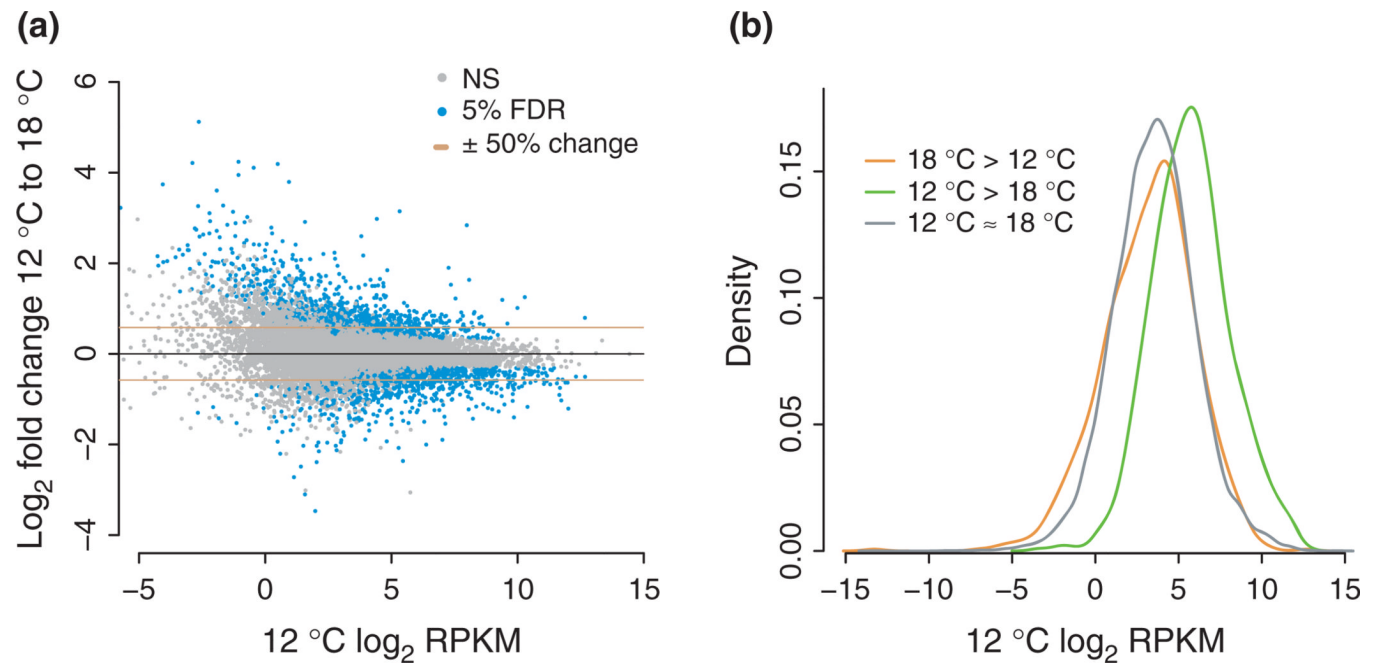 (a)
Log₂ fold change 12 °C to 18 °C
6
4
2
0
−2
−4
NS
5% FDR
± 50% change
−5
0
5
10
15
12 °C log₂ RPKM
(b)
Density
0.15
0.10
0.05
0.00
18 °C > 12 °C
12 °C > 18 °C
12 °C ≈ 18 °C
−15
−10
−5
0
5
10
15
12 °C log₂ RPKM